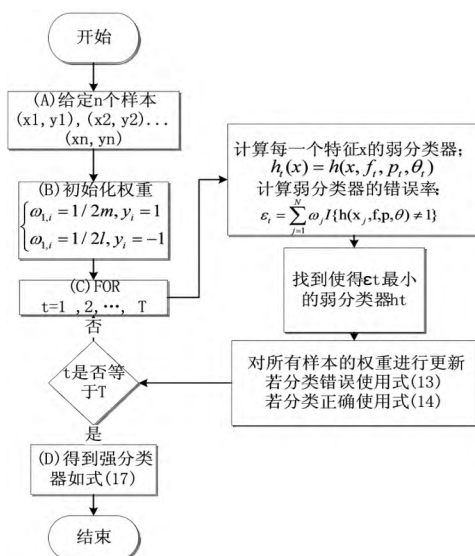 开始
(A)给定n个样本
(x1, y1), (x2, y2)...
(xn, yn)
(B)初始化权重
ω1,i = 1/2m, yi = 1
ω1,i = 1/2l, yi = -1
(C)FOR
t=1 ,2,…, T
否
t是否等
于T
是
(D)得到强分类
器如式(17)
结束
计算每一个特征x的弱分类器;
ht(x) = h(x, ft, pt, θt)
计算弱分类器的错误率:
εt = ∑j=1N ωj I{h(xj,f,p,θ) ≠ 1}
找到使得εt最小
的弱分类器ht
对所有样本的权重进行更新
若分类错误使用式(13)
若分类正确使用式(14)